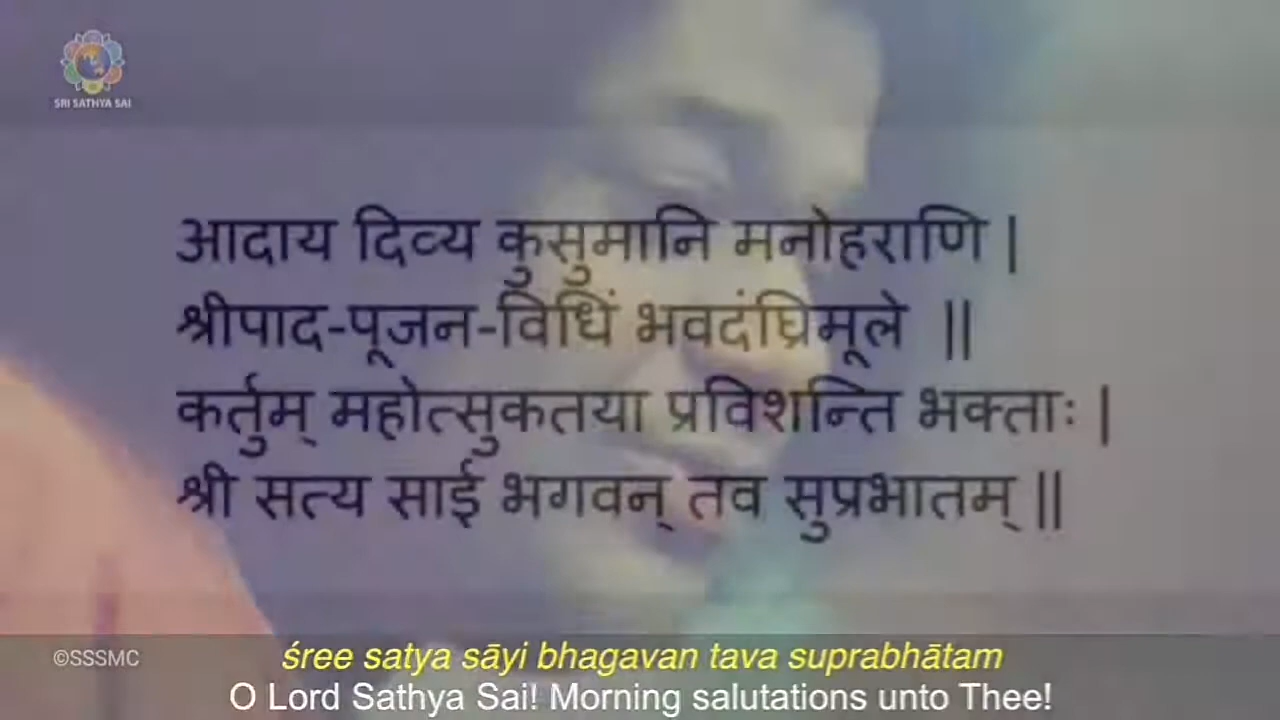 SRI SATHYA SAI
आदाय दिव्य कुसुमानि मनोहराणि |
श्रीपाद-पूजन-विधिं भवदंघ्रिमूले ||
कर्तुम् महोत्सुकतया प्रविशन्ति भक्ताः |
श्री सत्य साई भगवन् तव सुप्रभातम् ||
©SSSMC
śree satya sāyi bhagavan tava suprabhātam
O Lord Sathya Sai! Morning salutations unto Thee!